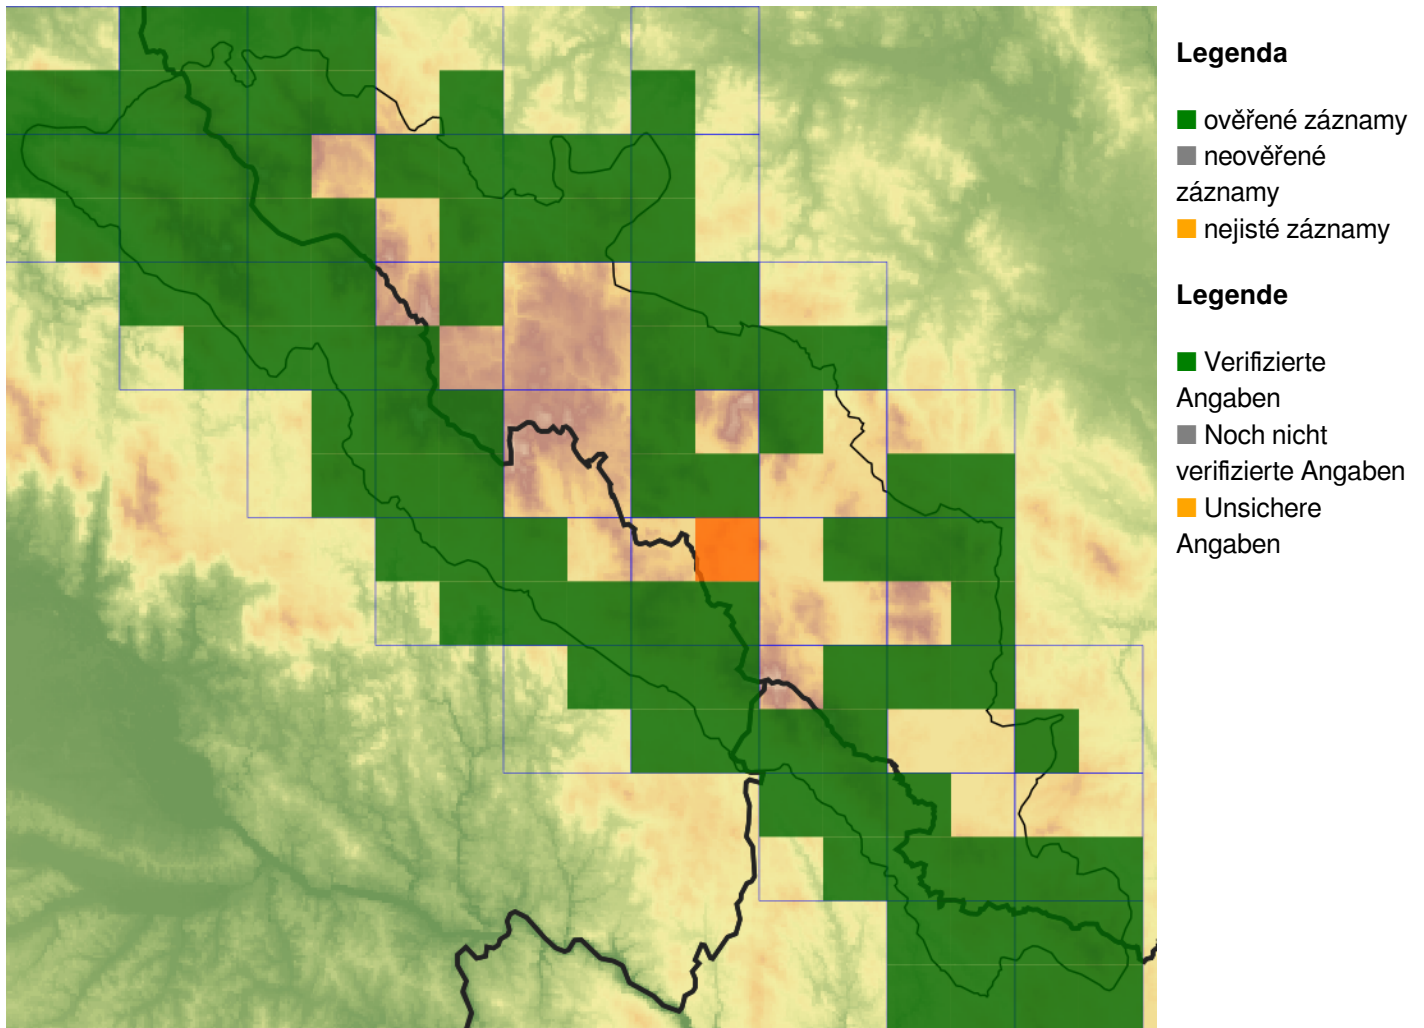 Legenda
ověřené záznamy
neověřené
záznamy
nejisté záznamy
Legende
Verifizierte
Angaben
Noch nicht
verifizierte Angaben
Unsichere
Angaben